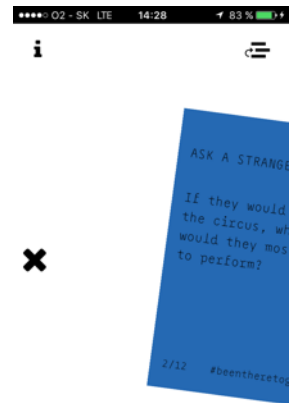 O2 - SK LTE 14:28 83 %
i
ASK A STRANGE
If they would
the circus, wh
would they mos
to perform?
2/12 #beentheretog